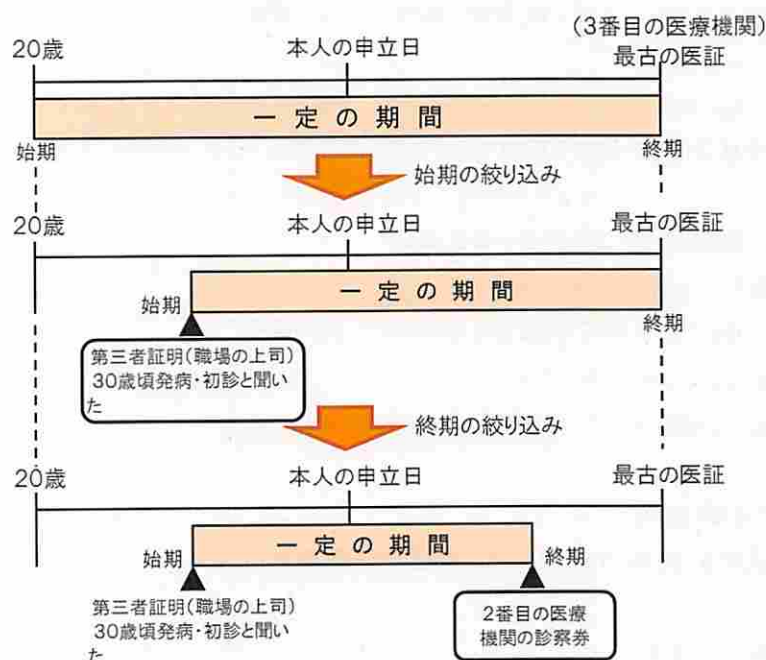 (3番目の医療機関)
20歳 本人の申立日 最古の医証
一定の期間
始期 終期
始期の絞り込み
20歳 本人の申立日 最古の医証
一定の期間
始期 終期
第三者証明(職場の上司)
30歳頃発病・初診と聞い
た
終期の絞り込み
20歳 本人の申立日 最古の医証
一定の期間
始期 終期
第三者証明(職場の上司)
30歳頃発病・初診と聞い
た
2番目の医療
機関の診察券